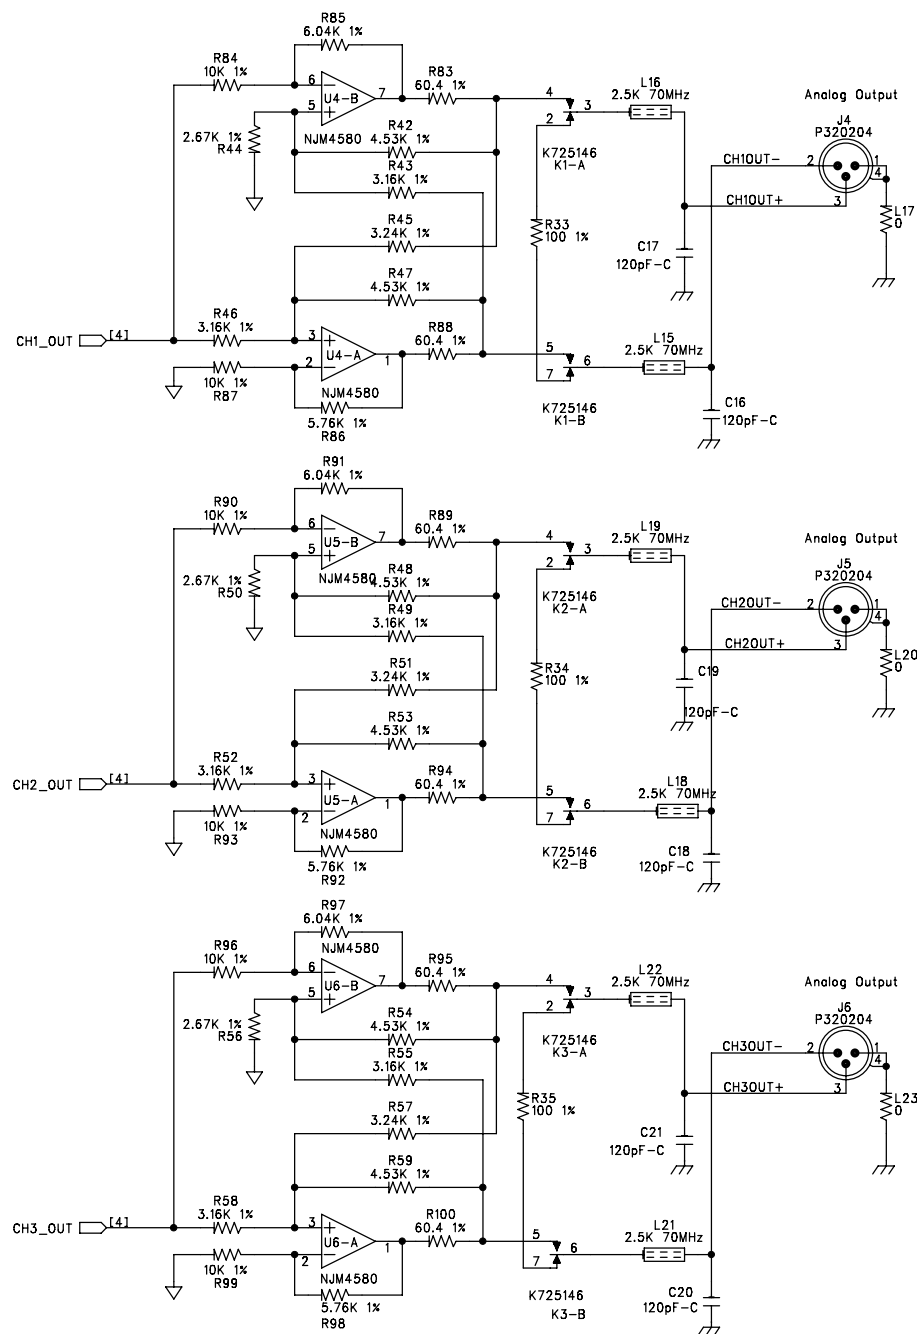 R85
6.04K 1%
R84
10K 1%
6
5
U4-B
7
NJM4580
R83
60.4 1%
2.67K 1%
R44
R42
4.53K 1%
R43
3.16K 1%
R45
3.24K 1%
R47
4.53K 1%
4
2
3
K725146
K1-A
R33
100 1%
L16
2.5K 70MHz
Analog Output
J4
P320204
CH1OUT-
2
1
4
CH1OUT+
3
L17
0
C17
120pF-C
CH1_OUT
[4]
R46
3.16K 1%
3
2
U4-A
1
R88
60.4 1%
10K 1%
R87
NJM4580
5.76K 1%
R86
5
7
6
K725146
K1-B
L15
2.5K 70MHz
C16
120pF-C
R91
6.04K 1%
R90
10K 1%
6
5
U5-B
7
NJM4580
R89
60.4 1%
2.67K 1%
R50
R48
4.53K 1%
R49
3.16K 1%
R51
3.24K 1%
R53
4.53K 1%
4
2
3
K725146
K2-A
R34
100 1%
L19
2.5K 70MHz
Analog Output
J5
P320204
CH2OUT-
2
1
4
CH2OUT+
3
L20
0
C19
120pF-C
CH2_OUT
[4]
R52
3.16K 1%
3
2
U5-A
1
R94
60.4 1%
10K 1%
R93
NJM4580
5.76K 1%
R92
5
7
6
K725146
K2-B
L18
2.5K 70MHz
C18
120pF-C
R97
6.04K 1%
NJM4580
R96
10K 1%
6
5
U6-B
7
R95
60.4 1%
2.67K 1%
R56
R54
4.53K 1%
R55
3.16K 1%
R57
3.24K 1%
R59
4.53K 1%
4
2
3
K725146
K3-A
R35
100 1%
L22
2.5K 70MHz
Analog Output
J6
P320204
CH3OUT-
2
1
4
CH3OUT+
3
L23
0
C21
120pF-C
CH3_OUT
[4]
R58
3.16K 1%
3
2
U6-A
1
R100
60.4 1%
10K 1%
R99
NJM4580
5.76K 1%
R98
5
7
6
K725146
K3-B
L21
2.5K 70MHz
C20
120pF-C